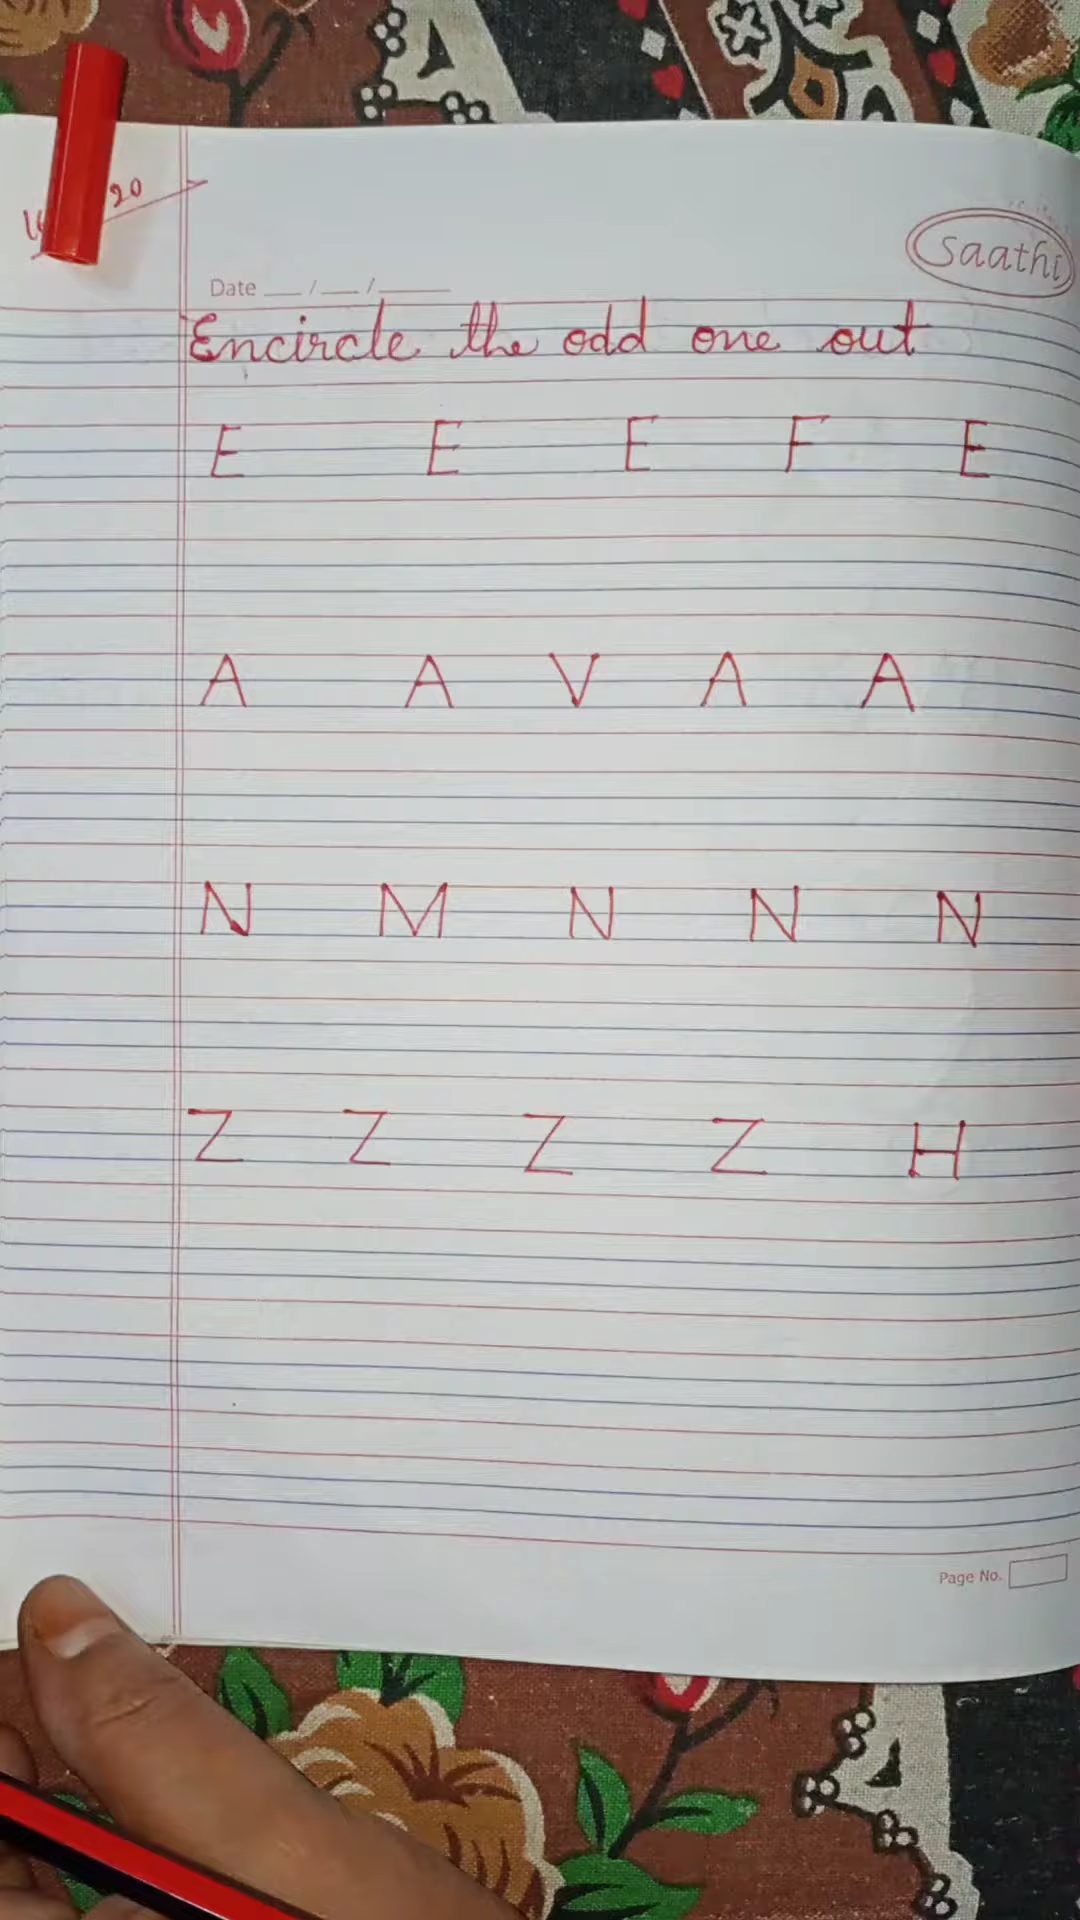 20
Saathi
Date __/__/____
Encircle the odd one out
E E E F E
A A V A A
N M N N N
Z Z Z Z H
Page No.